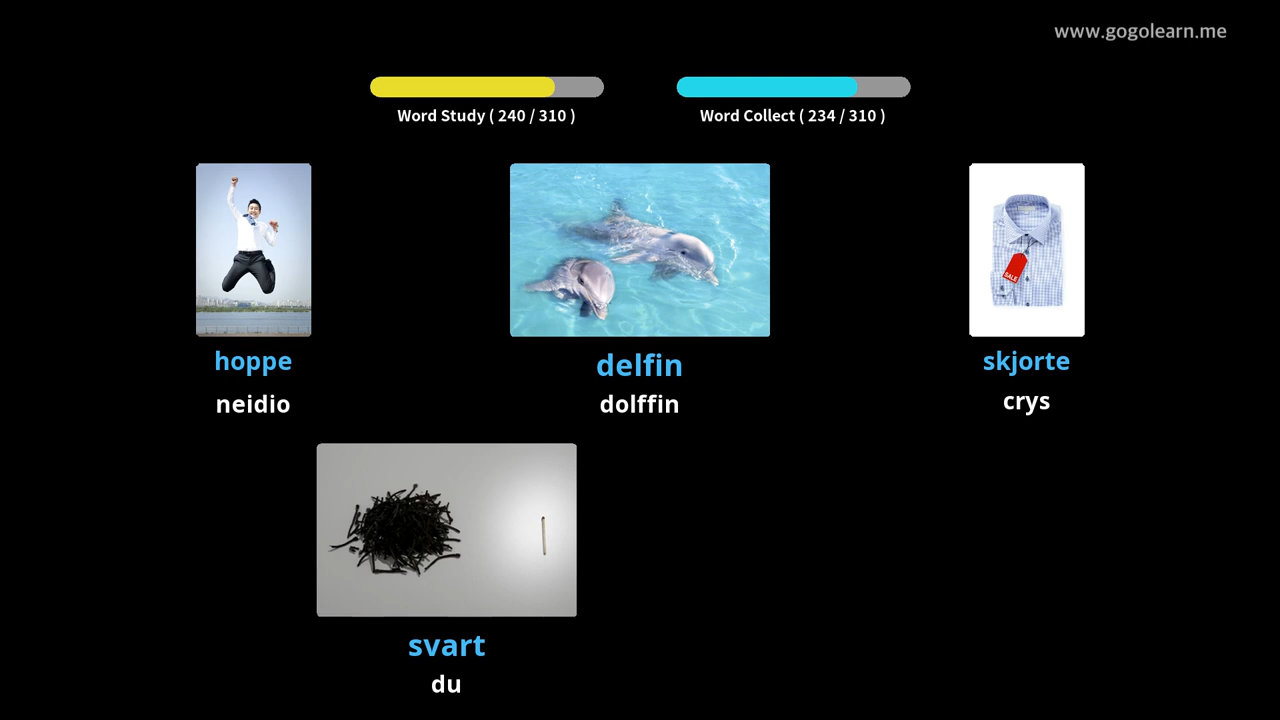 www.gogolearn.me
Word Study ( 240 / 310 )
Word Collect ( 234 / 310 )
hoppe
neidio
delfin
dolffin
SALE
skjorte
crys
svart
du